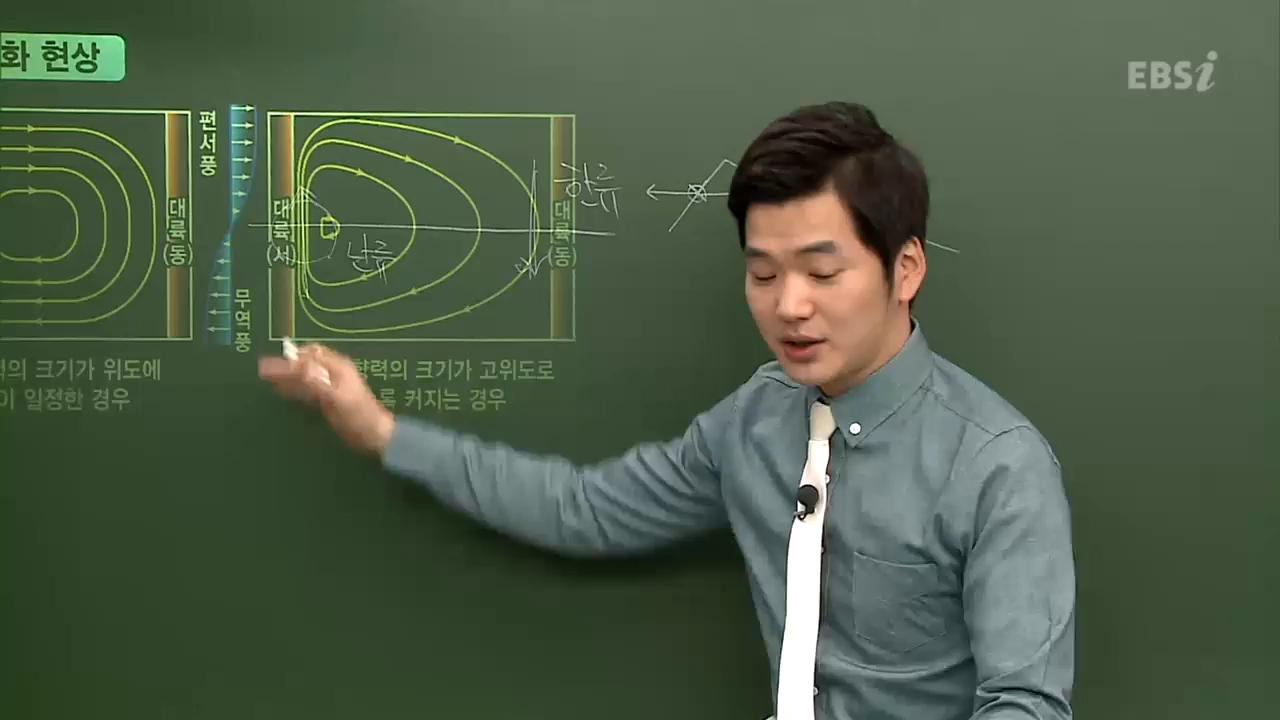 화 현상
EBSi
편서풍
대륙(동)
대륙(서)
난류
한류
대륙(동)
무역풍
력의 크기가 위도에
이 일정한 경우
향력의 크기가 고위도로
록 커지는 경우